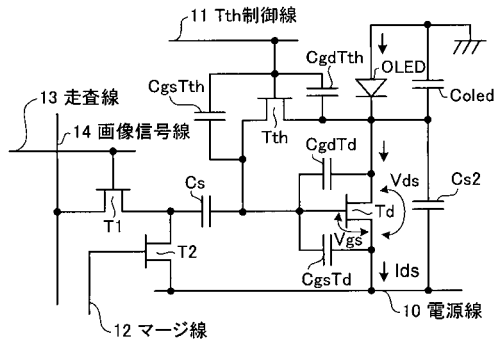 11 Tth制御線
CgdTth
OLED
CgsTth
Coled
13 走査線
14 画像信号線
Tth
CgdTd
Cs
Vds
Cs2
Td
T1
T2
Vgs
CgsTd
Ids
10 電源線
12 マージ線